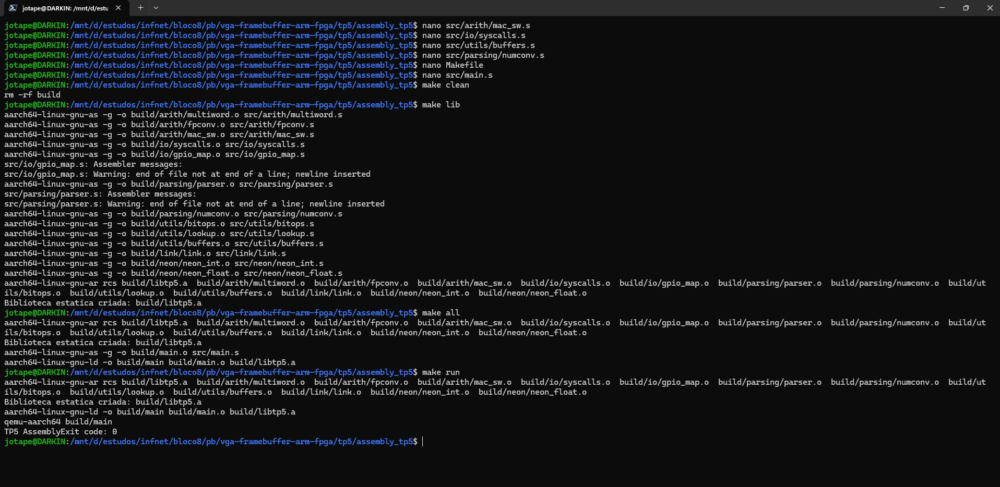 jotape@DARKIN: /mnt/d/estu
jotape@DARKIN:/mnt/d/estudos/infnet/bloco8/pb/vga-framebuffer-arm-fpga/tp5/assembly_tp5$ nano src/arith/mac_sw.s
jotape@DARKIN:/mnt/d/estudos/infnet/bloco8/pb/vga-framebuffer-arm-fpga/tp5/assembly_tp5$ nano src/io/syscalls.s
jotape@DARKIN:/mnt/d/estudos/infnet/bloco8/pb/vga-framebuffer-arm-fpga/tp5/assembly_tp5$ nano src/utils/buffers.s
jotape@DARKIN:/mnt/d/estudos/infnet/bloco8/pb/vga-framebuffer-arm-fpga/tp5/assembly_tp5$ nano src/parsing/numconv.s
jotape@DARKIN:/mnt/d/estudos/infnet/bloco8/pb/vga-framebuffer-arm-fpga/tp5/assembly_tp5$ nano Makefile
jotape@DARKIN:/mnt/d/estudos/infnet/bloco8/pb/vga-framebuffer-arm-fpga/tp5/assembly_tp5$ nano src/main.s
jotape@DARKIN:/mnt/d/estudos/infnet/bloco8/pb/vga-framebuffer-arm-fpga/tp5/assembly_tp5$ make clean
rm -rf build
jotape@DARKIN:/mnt/d/estudos/infnet/bloco8/pb/vga-framebuffer-arm-fpga/tp5/assembly_tp5$ make lib
aarch64-linux-gnu-as -g -o build/arith/multiword.o src/arith/multiword.s
aarch64-linux-gnu-as -g -o build/arith/fpconv.o src/arith/fpconv.s
aarch64-linux-gnu-as -g -o build/arith/mac_sw.o src/arith/mac_sw.s
aarch64-linux-gnu-as -g -o build/io/syscalls.o src/io/syscalls.s
aarch64-linux-gnu-as -g -o build/io/gpio_map.o src/io/gpio_map.s
src/io/gpio_map.s: Assembler messages:
src/io/gpio_map.s: Warning: end of file not at end of a line; newline inserted
aarch64-linux-gnu-as -g -o build/parsing/parser.o src/parsing/parser.s
src/parsing/parser.s: Assembler messages:
src/parsing/parser.s: Warning: end of file not at end of a line; newline inserted
aarch64-linux-gnu-as -g -o build/parsing/numconv.o src/parsing/numconv.s
aarch64-linux-gnu-as -g -o build/utils/bitops.o src/utils/bitops.s
aarch64-linux-gnu-as -g -o build/utils/lookup.o src/utils/lookup.s
aarch64-linux-gnu-as -g -o build/utils/buffers.o src/utils/buffers.s
aarch64-linux-gnu-as -g -o build/link/link.o src/link/link.s
aarch64-linux-gnu-as -g -o build/neon/neon_int.o src/neon/neon_int.s
aarch64-linux-gnu-as -g -o build/neon/neon_float.o src/neon/neon_float.s
aarch64-linux-gnu-ar rcs build/libtp5.a  build/arith/multiword.o  build/arith/fpconv.o  build/arith/mac_sw.o  build/io/syscalls.o  build/io/gpio_map.o  build/parsing/parser.o  build/parsing/numconv.o  build/ut
ils/bitops.o  build/utils/lookup.o  build/utils/buffers.o  build/link/link.o  build/neon/neon_int.o  build/neon/neon_float.o
Biblioteca estatica criada: build/libtp5.a
jotape@DARKIN:/mnt/d/estudos/infnet/bloco8/pb/vga-framebuffer-arm-fpga/tp5/assembly_tp5$ make all
aarch64-linux-gnu-ar rcs build/libtp5.a  build/arith/multiword.o  build/arith/fpconv.o  build/arith/mac_sw.o  build/io/syscalls.o  build/io/gpio_map.o  build/parsing/parser.o  build/parsing/numconv.o  build/ut
ils/bitops.o  build/utils/lookup.o  build/utils/buffers.o  build/link/link.o  build/neon/neon_int.o  build/neon/neon_float.o
Biblioteca estatica criada: build/libtp5.a
aarch64-linux-gnu-as -g -o build/main.o src/main.s
aarch64-linux-gnu-ld -o build/main build/main.o build/libtp5.a
jotape@DARKIN:/mnt/d/estudos/infnet/bloco8/pb/vga-framebuffer-arm-fpga/tp5/assembly_tp5$ make run
aarch64-linux-gnu-ar rcs build/libtp5.a  build/arith/multiword.o  build/arith/fpconv.o  build/arith/mac_sw.o  build/io/syscalls.o  build/io/gpio_map.o  build/parsing/parser.o  build/parsing/numconv.o  build/ut
ils/bitops.o  build/utils/lookup.o  build/utils/buffers.o  build/link/link.o  build/neon/neon_int.o  build/neon/neon_float.o
Biblioteca estatica criada: build/libtp5.a
aarch64-linux-gnu-ld -o build/main build/main.o build/libtp5.a
qemu-aarch64 build/main
TP5 AssemblyExit code: 0
jotape@DARKIN:/mnt/d/estudos/infnet/bloco8/pb/vga-framebuffer-arm-fpga/tp5/assembly_tp5$